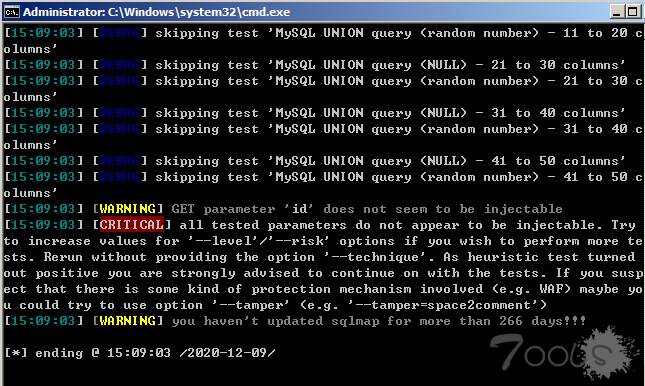 Administrator: C:\Windows\system32\cmd.exe
[15:09:03] [DEBUG] skipping test 'MySQL UNION query (random number) - 11 to 20 c
olumns'
[15:09:03] [DEBUG] skipping test 'MySQL UNION query (NULL) - 21 to 30 columns'
[15:09:03] [DEBUG] skipping test 'MySQL UNION query (random number) - 21 to 30 c
olumns'
[15:09:03] [DEBUG] skipping test 'MySQL UNION query (NULL) - 31 to 40 columns'
[15:09:03] [DEBUG] skipping test 'MySQL UNION query (random number) - 31 to 40 c
olumns'
[15:09:03] [DEBUG] skipping test 'MySQL UNION query (NULL) - 41 to 50 columns'
[15:09:03] [DEBUG] skipping test 'MySQL UNION query (random number) - 41 to 50 c
olumns'
[15:09:03] [WARNING] GET parameter 'id' does not seem to be injectable
[15:09:03] [CRITICAL] all tested parameters do not appear to be injectable. Try
to increase values for '--level'/'--risk' options if you wish to perform more te
sts. Rerun without providing the option '--technique'. As heuristic test turned
out positive you are strongly advised to continue on with the tests. If you susp
ect that there is some kind of protection mechanism involved (e.g. WAF) maybe yo
u could try to use option '--tamper' (e.g. '--tamper=space2comment')
[15:09:03] [WARNING] you haven't updated sqlmap for more than 266 days!!!
[*] ending @ 15:09:03 /2020-12-09/
7ools